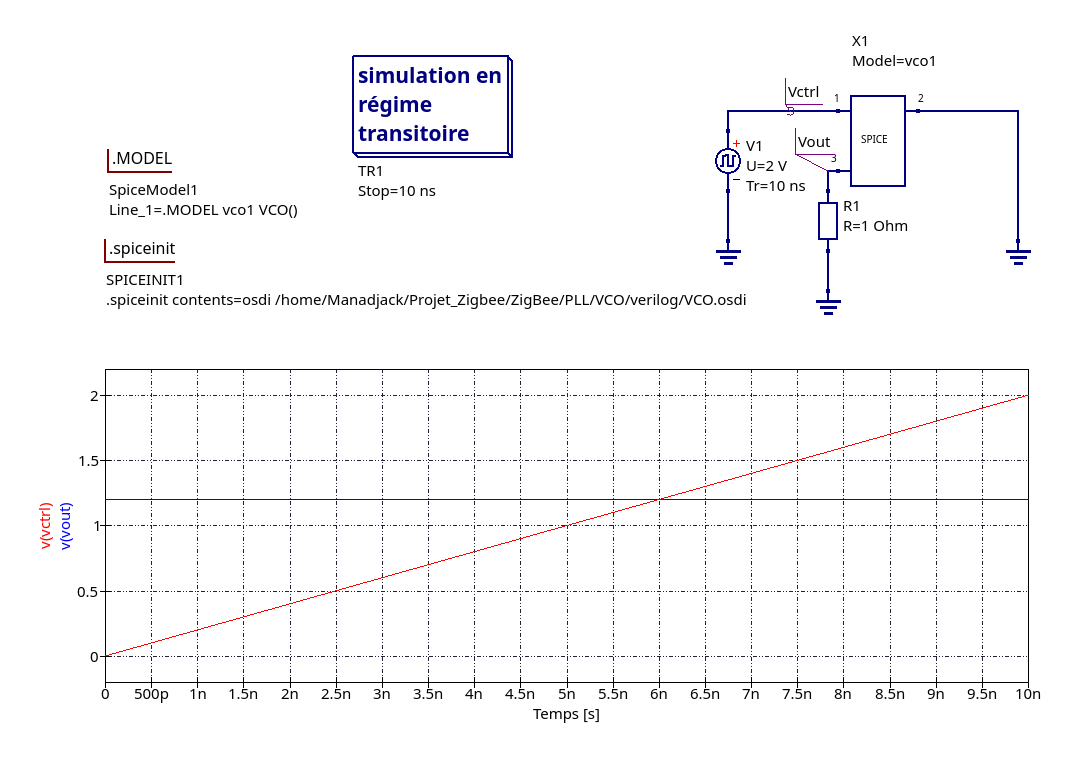 X1
Model=vco1
simulation en
régime
transitoire
TR1
Stop=10 ns
.MODEL
SpiceModel1
Line_1=.MODEL vco1 VCO()
.spiceinit
SPICEINIT1
.spiceinit contents=osdi /home/Manadjack/Projet_Zigbee/ZigBee/PLL/VCO/verilog/VCO.osdi
Vctrl
1
2
SPICE
Vout
3
V1
U=2 V
Tr=10 ns
R1
R=1 Ohm
v(vctrl)
v(vout)
2
1.5
1
0.5
0
0 500p 1n 1.5n 2n 2.5n 3n 3.5n 4n 4.5n 5n 5.5n 6n 6.5n 7n 7.5n 8n 8.5n 9n 9.5n 10n
Temps [s]